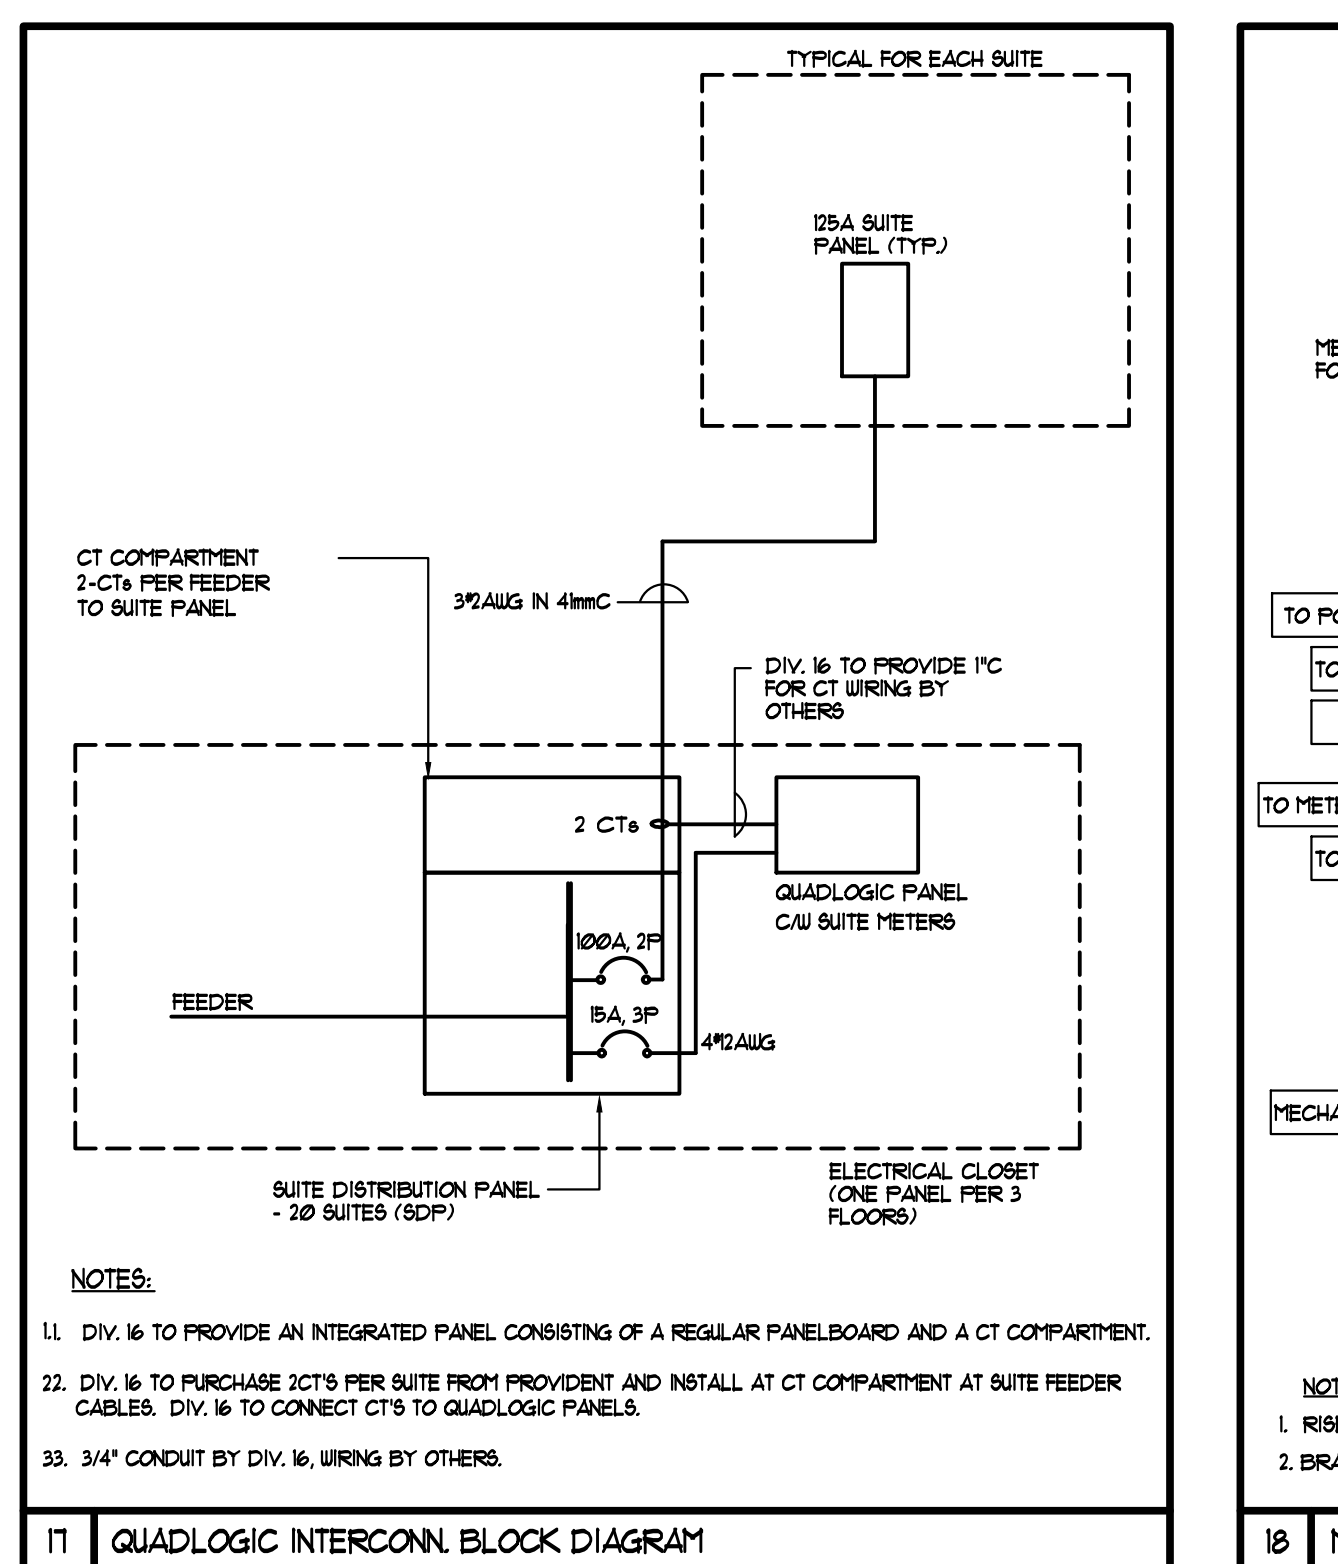 TYPICAL FOR EACH SUITE
125A SUITE
PANEL (TYP.)
CT COMPARTMENT
2-CTs PER FEEDER
TO SUITE PANEL
3#2AWG IN 41mmC
DIV. 16 TO PROVIDE 1"C
FOR CT WIRING BY
OTHERS
2 CTs
QUADLOGIC PANEL
C/W SUITE METERS
100A, 2P
FEEDER
15A, 3P
4#12AWG
SUITE DISTRIBUTION PANEL
- 20 SUITES (SDP)
ELECTRICAL CLOSET
(ONE PANEL PER 3
FLOORS)
NOTES:
1.1. DIV. 16 TO PROVIDE AN INTEGRATED PANEL CONSISTING OF A REGULAR PANELBOARD AND A CT COMPARTMENT.
22. DIV. 16 TO PURCHASE 2CT'S PER SUITE FROM PROVIDENT AND INSTALL AT CT COMPARTMENT AT SUITE FEEDER
CABLES. DIV. 16 TO CONNECT CT'S TO QUADLOGIC PANELS.
33. 3/4" CONDUIT BY DIV. 16, WIRING BY OTHERS.
17 QUADLOGIC INTERCONN. BLOCK DIAGRAM
TO
TO
TO
TO
1.
2.
18